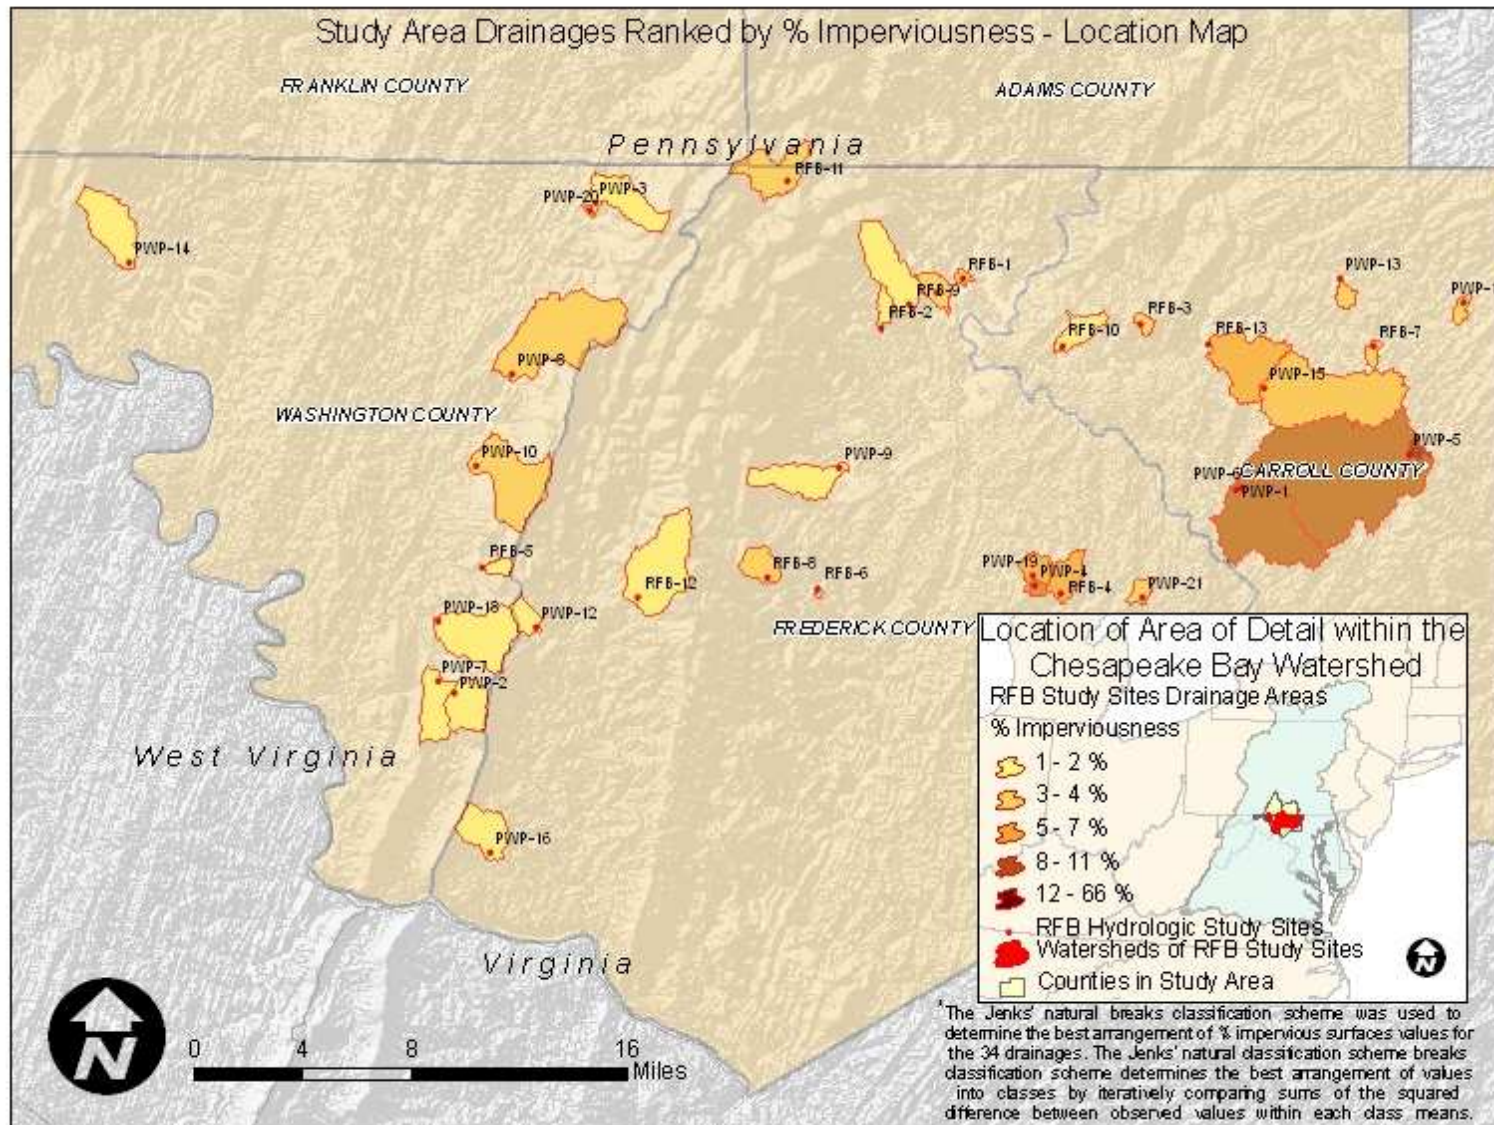 Study Area Drainages Ranked by % Imperviousness - Location Map
FRANKLIN COUNTY
ADAMS COUNTY
Pennsylvania
RFB-11
PWP-20
PWP-3
PWP-14
RFB-1
RFB-9
RFB-2
PWP-13
RFB-10
RFB-3
RFB-13
RFB-7
PWP-8
PWP-15
WASHINGTON COUNTY
PWP-10
PWP-9
PWP-5
CARROLL COUNTY
PWP-1
RFB-5
RFB-12
RFB-8
RFB-6
PWP-19
PWP-4
RFB-4
PWP-21
PWP-18
PWP-12
FREDERICK COUNTY
PWP-7
PWP-2
West Virginia
PWP-16
Virginia
Location of Area of Detail within the
Chesapeake Bay Watershed
RFB Study Sites Drainage Areas
% Imperviousness
1 - 2 %
3 - 4 %
5 - 7 %
8 - 11 %
12 - 66 %
RFB Hydrologic Study Sites
Watersheds of RFB Study Sites
Counties in Study Area
N
N
0 4 8 16
Miles
*The Jenks' natural breaks classification scheme was used to
determine the best arrangement of % impervious surfaces values for
the 34 drainages. The Jenks' natural classification scheme breaks
classification scheme determines the best arrangement of values
into classes by iteratively comparing sums of the squared
difference between observed values within each class means.